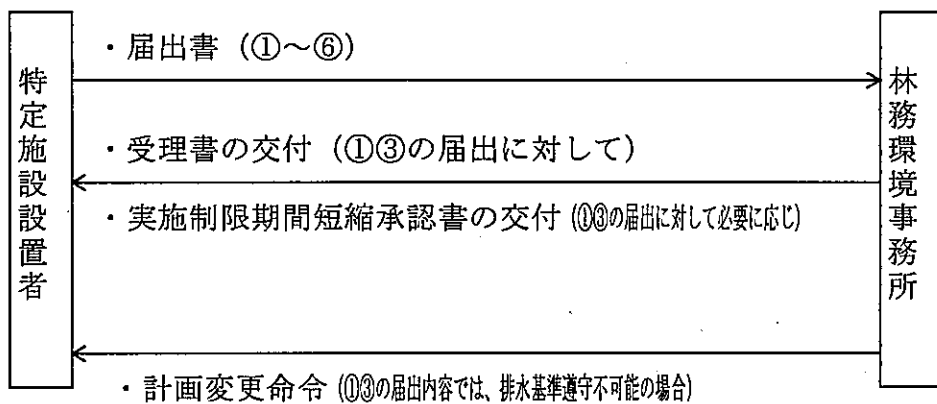 特定施設設置者
・届出書（①～⑥）
・受理書の交付（①③の届出に対して）
・実施制限期間短縮承認書の交付（①③の届出に対して必要に応じ）
・計画変更命令（①③の届出内容では、排水基準遵守不可能の場合）
林務環境事務所